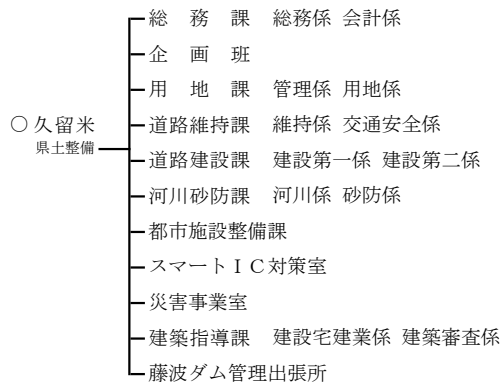 総務課 総務係 会計係
企画班
用地課 管理係 用地係
○久留米 道路維持課 維持係 交通安全係
県土整備
道路建設課 建設第一係 建設第二係
河川砂防課 河川係 砂防係
都市施設整備課
スマートＩＣ対策室
災害事業室
建築指導課 建設宅建業係 建築審査係
藤波ダム管理出張所